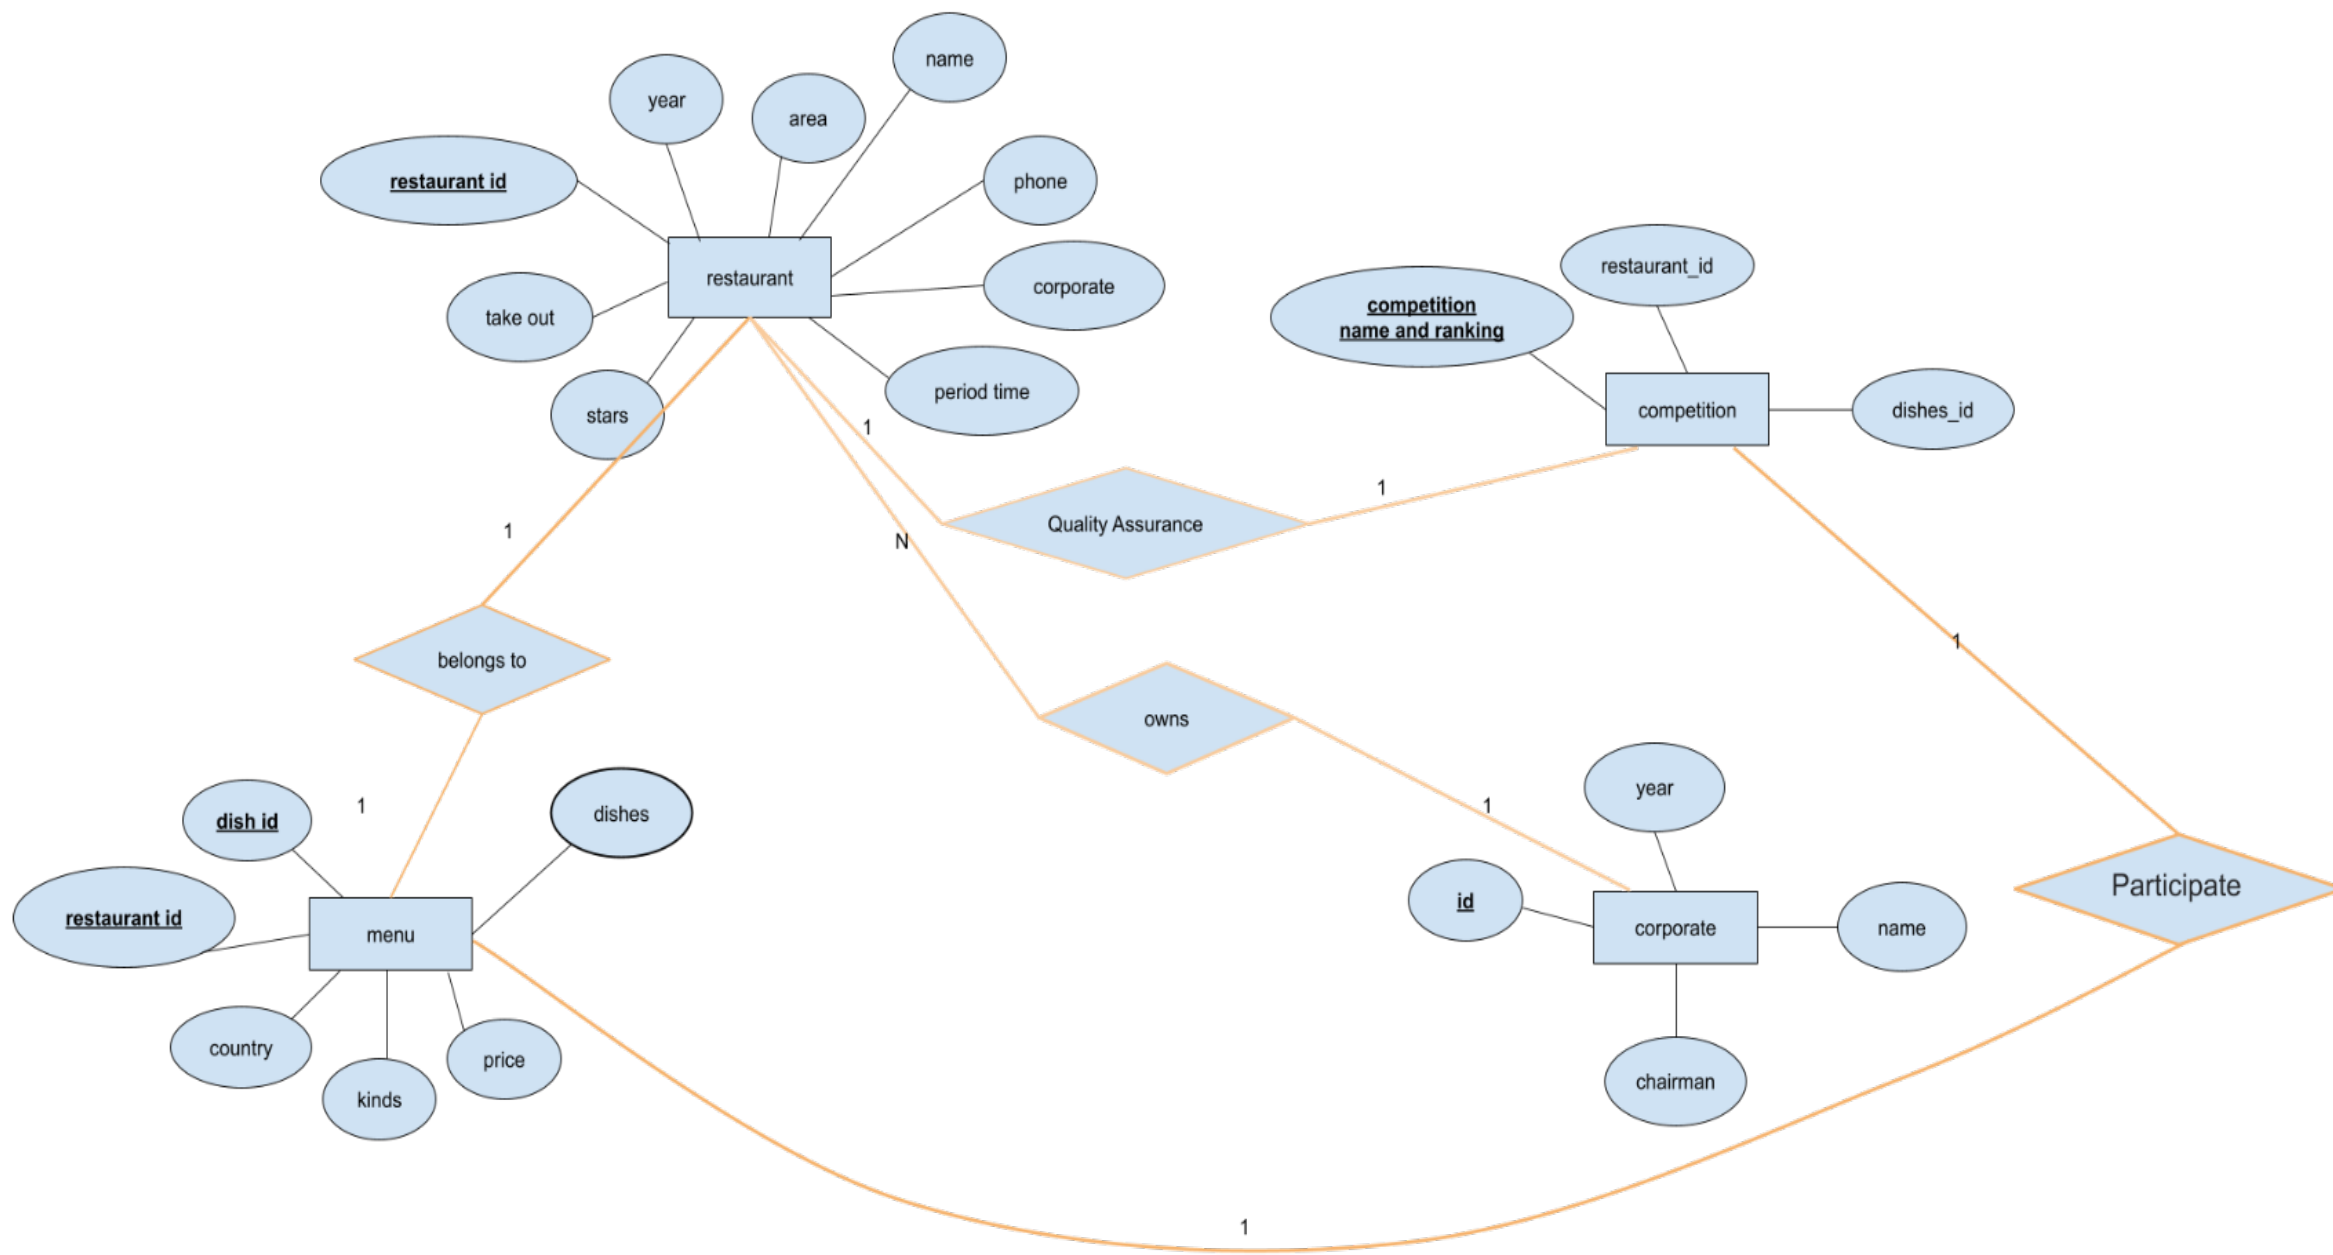 name
year
area
restaurant id
phone
restaurant
corporate
take out
period time
stars
restaurant_id
competition
name and ranking
competition
dishes_id
1
1
Quality Assurance
1
N
1
belongs to
owns
1
1
year
dish id
dishes
restaurant id
menu
id
corporate
name
Participate
country
kinds
price
chairman
1